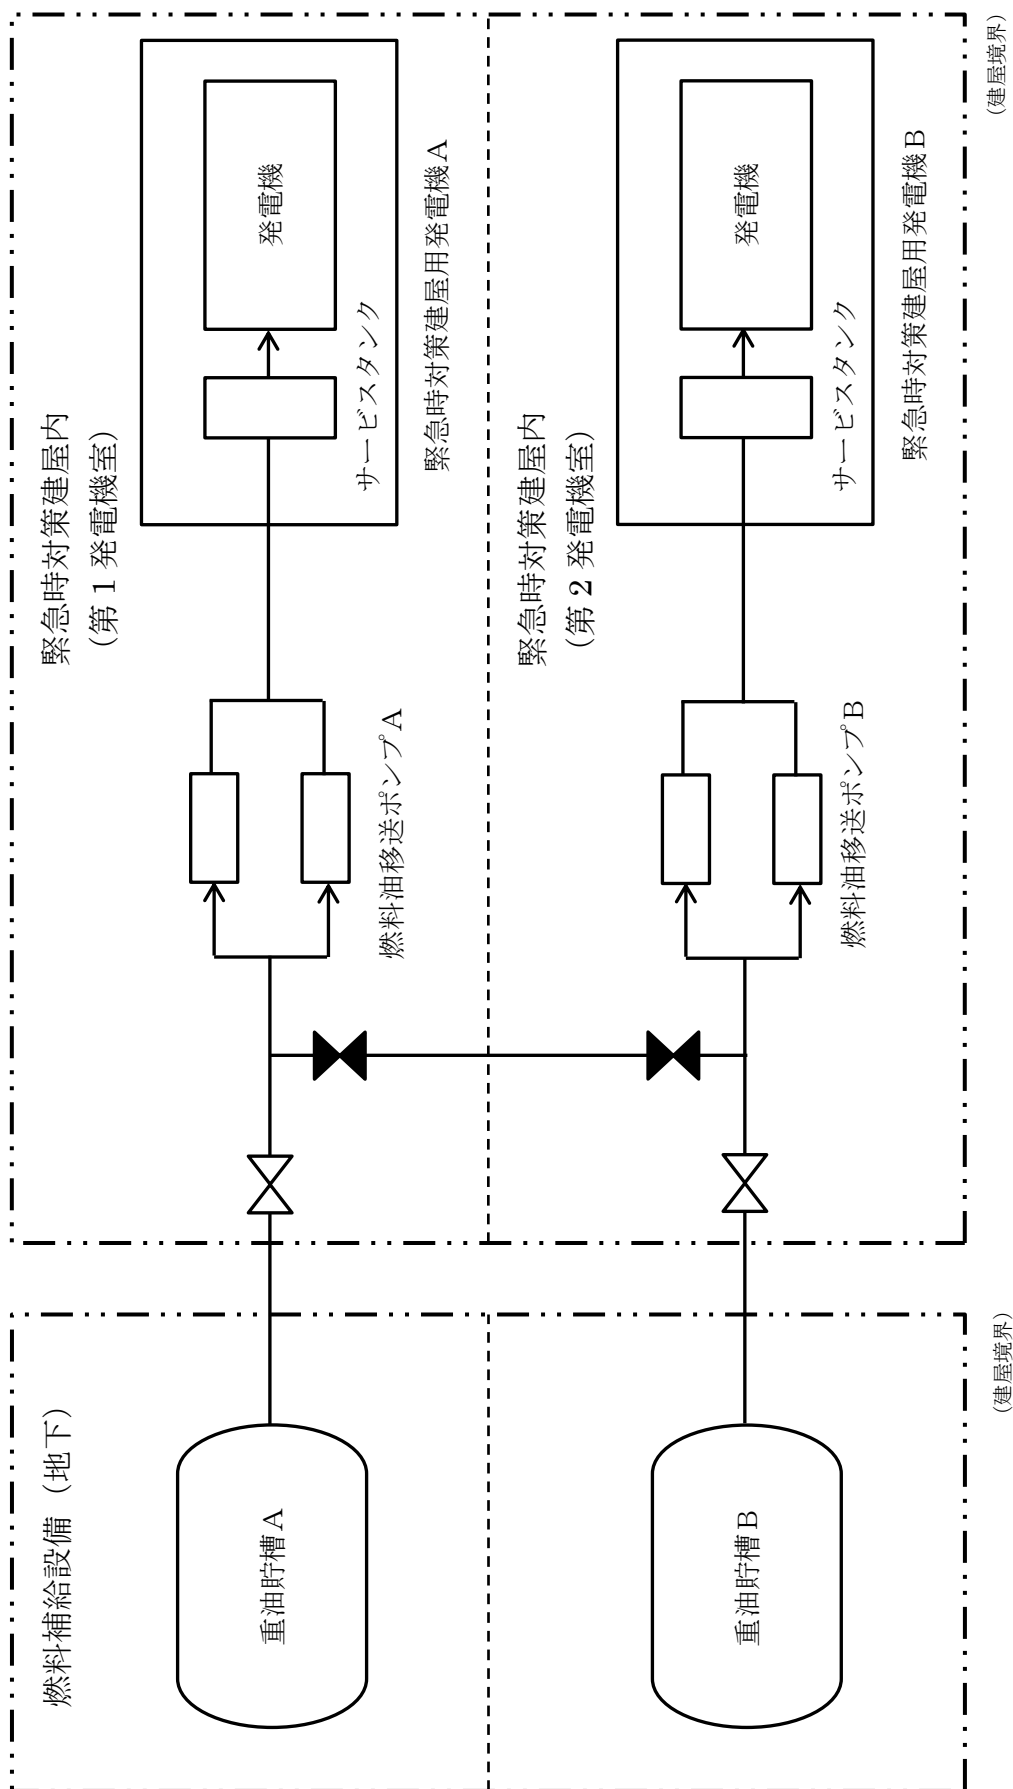 燃料補給設備（地下）
重油貯槽A
重油貯槽B
(建屋境界)
緊急時対策建屋内
(第1発電機室)
燃料油移送ポンプA
サービスタンク
発電機
緊急時対策建屋用発電機A
緊急時対策建屋内
(第2発電機室)
燃料油移送ポンプB
サービスタンク
発電機
緊急時対策建屋用発電機B
(建屋境界)